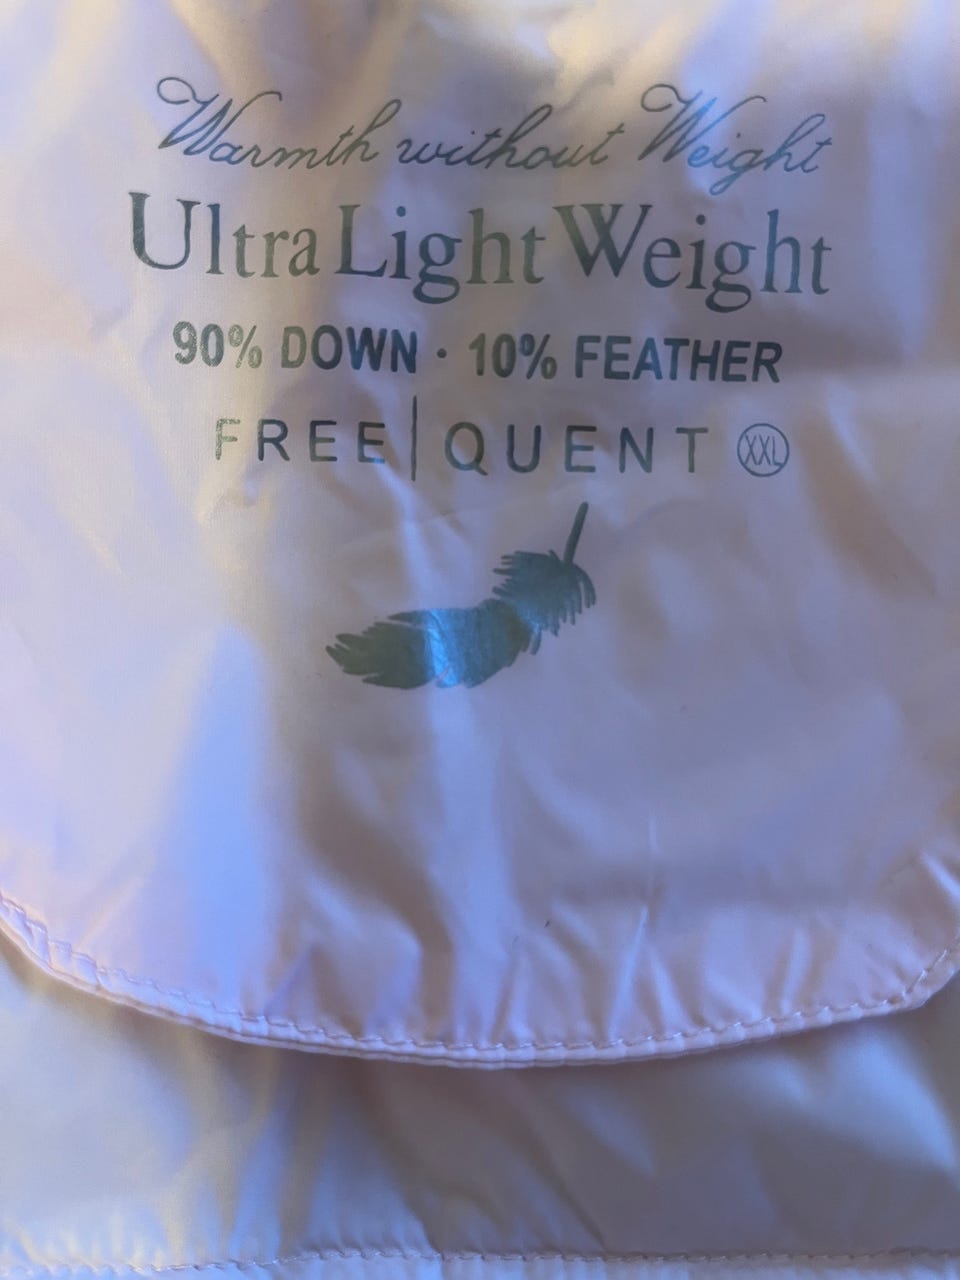 Warmth without Weight
Ultra Light Weight
90% DOWN · 10% FEATHER
FREE|QUENT XXL